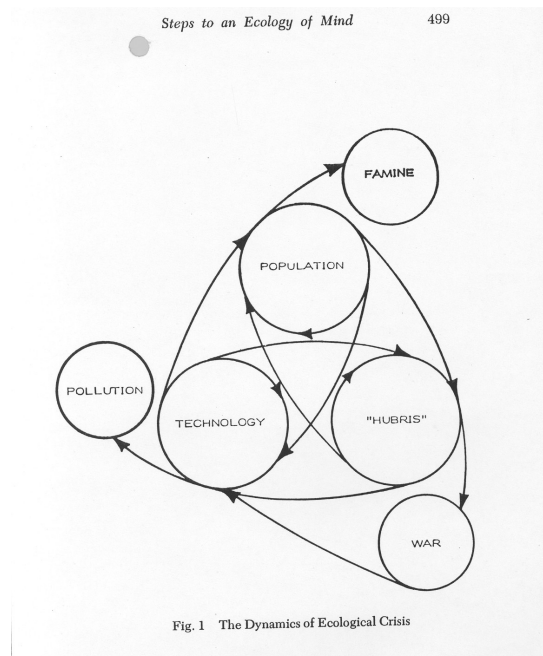 Steps to an Ecology of Mind 499
FAMINE
POPULATION
POLLUTION
TECHNOLOGY
"HUBRIS"
WAR
Fig. 1 The Dynamics of Ecological Crisis